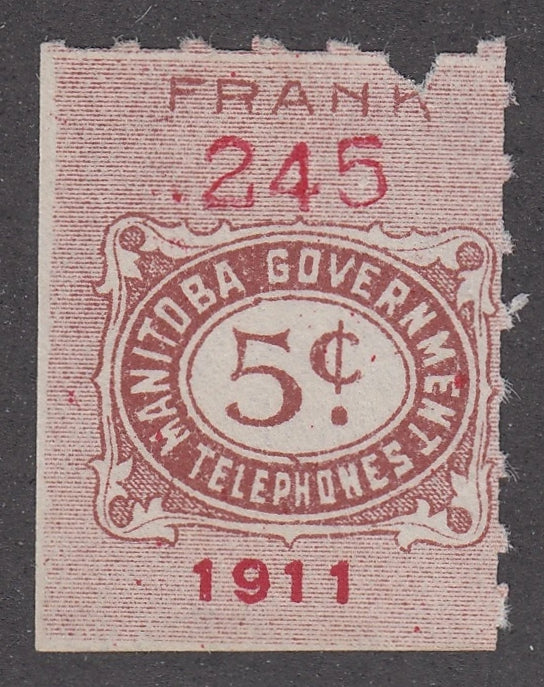 FRANK
245
MANITOBA GOVERNMENT
5¢.
TELEPHONES
1911